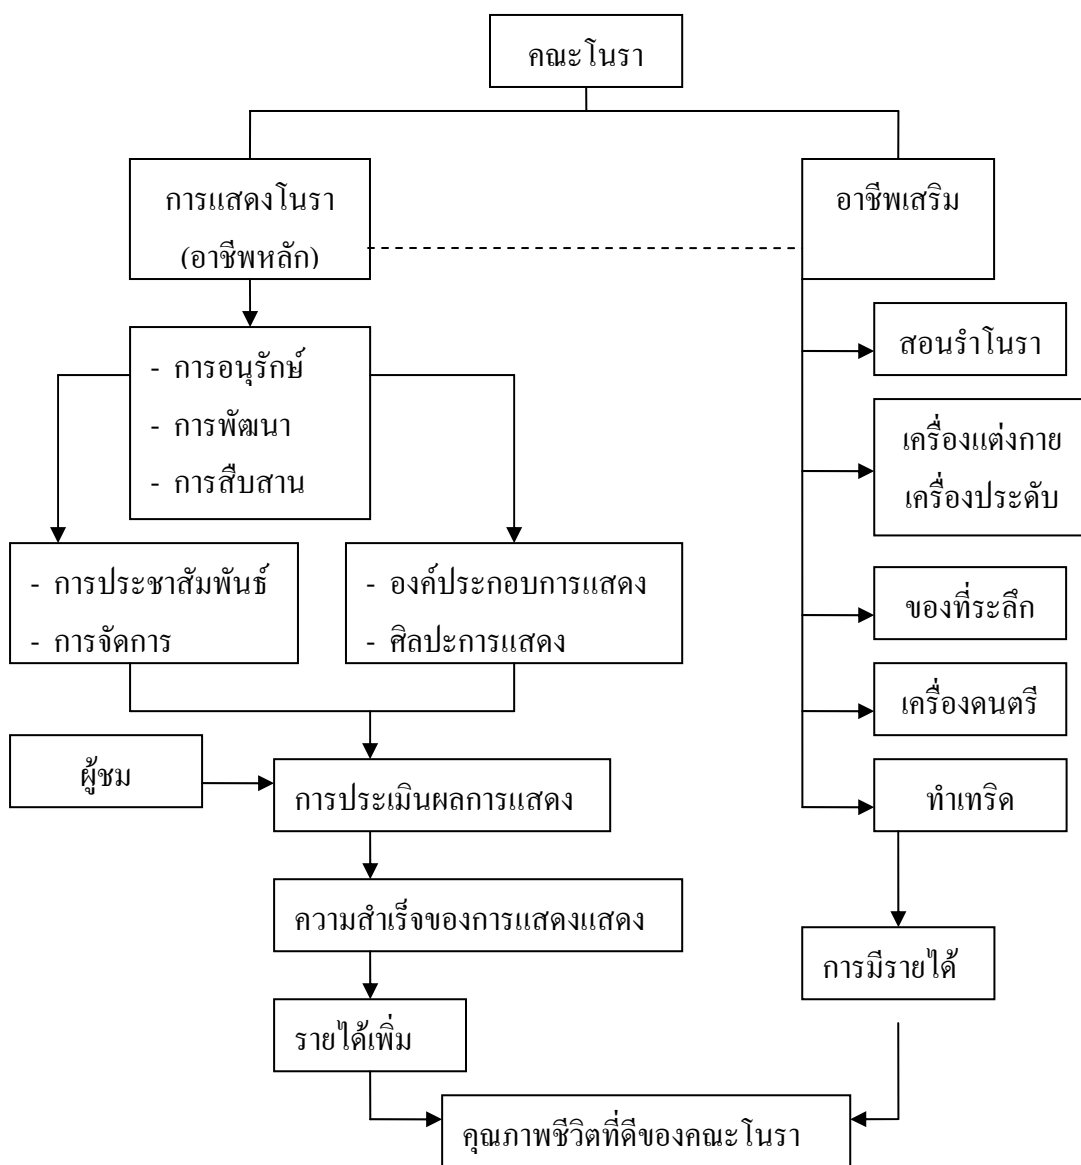 คณะโนรา
การแสดงโนรา
(อาชีพหลัก)
อาชีพเสริม
- การอนุรักษ์
- การพัฒนา
- การสืบสาน
สอนรำโนรา
เครื่องแต่งกาย
เครื่องประดับ
- การประชาสัมพันธ์
- การจัดการ
- องค์ประกอบการแสดง
- ศิลปะการแสดง
ของที่ระลึก
เครื่องดนตรี
ผู้ชม
การประเมินผลการแสดง
ทำเทริด
ความสำเร็จของการแสดงแสดง
การมีรายได้
รายได้เพิ่ม
คุณภาพชีวิตที่ดีของคณะโนรา